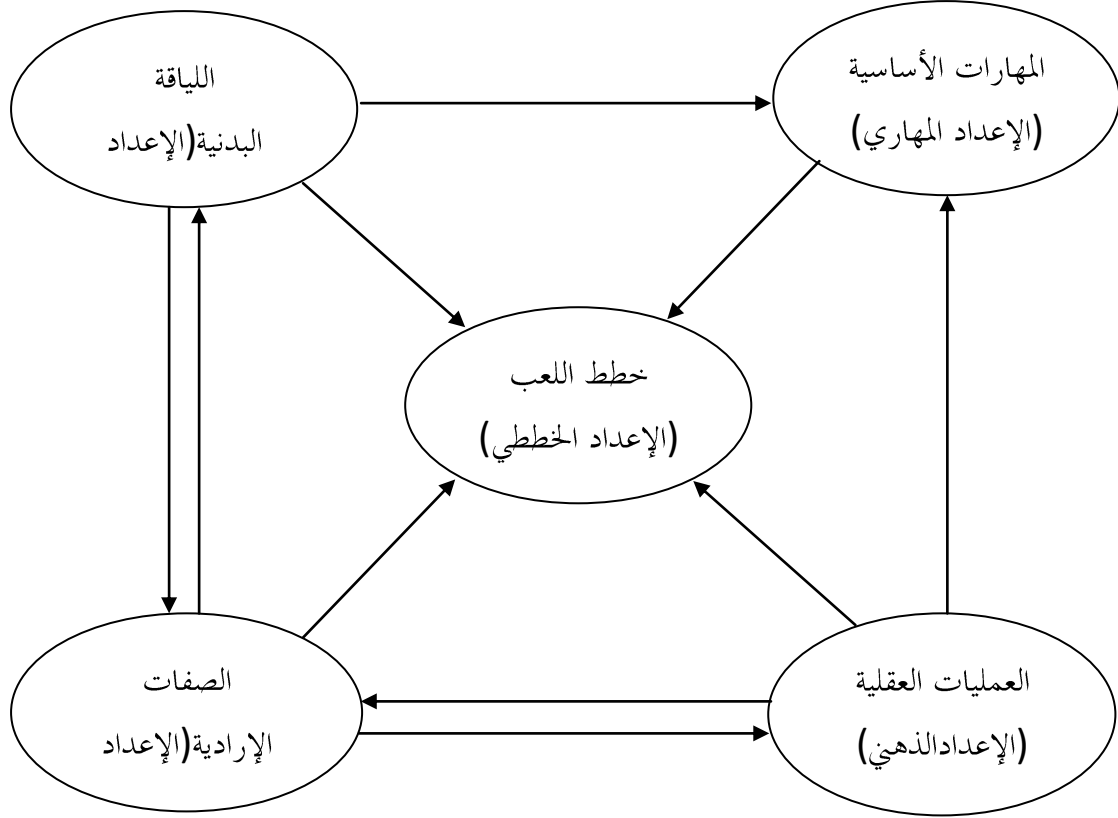 المهارات الأساسية
(الإعداد المهاري)
اللياقة
البدنية(الإعداد
خطط اللعب
(الإعداد الخططي)
العمليات العقلية
(الإعدادالذهني)
الصفات
الإرادية(الإعداد